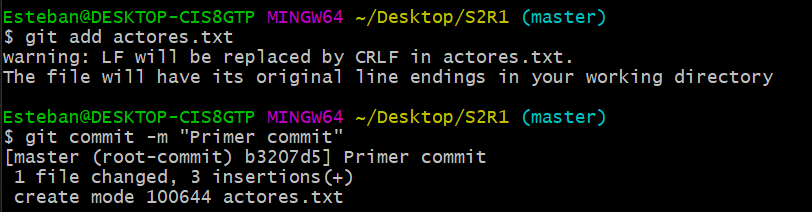 Esteban@DESKTOP-CIS8GTP MINGW64 ~/Desktop/S2R1 (master)
$ git add actores.txt
warning: LF will be replaced by CRLF in actores.txt.
The file will have its original line endings in your working directory
Esteban@DESKTOP-CIS8GTP MINGW64 ~/Desktop/S2R1 (master)
$ git commit -m "Primer commit"
[master (root-commit) b3207d5] Primer commit
 1 file changed, 3 insertions(+)
 create mode 100644 actores.txt